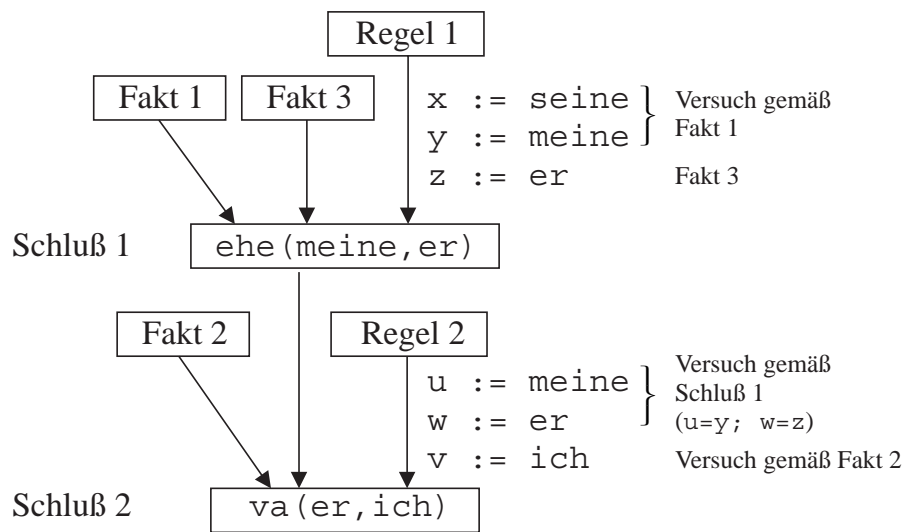 Regel 1
Fakt 1 Fakt 3
x := seine
y := meine
} Versuch gemäß
Fakt 1
z := er Fakt 3
Schluß 1 ehe(meine,er)
Fakt 2 Regel 2
u := meine
w := er
} Versuch gemäß
Schluß 1
(u=y; w=z)
v := ich Versuch gemäß Fakt 2
Schluß 2 va(er,ich)